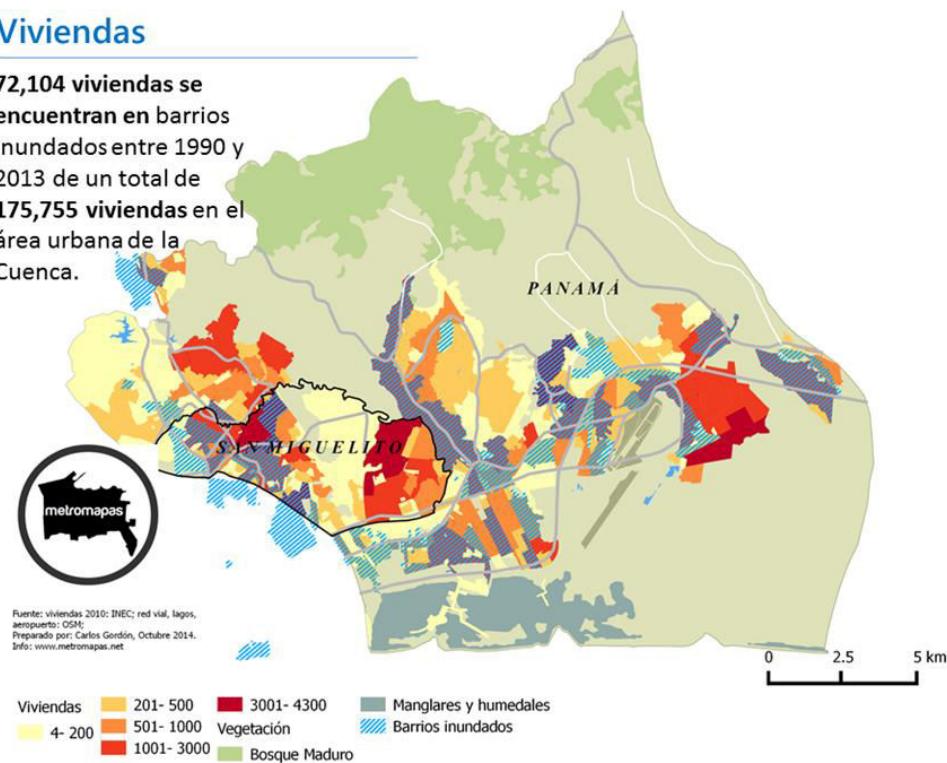 Viviendas
72,104 viviendas se
encuentran en barrios
inundados entre 1990 y
2013 de un total de
175,755 viviendas en el
área urbana de la
Cuenca.
PANAMÁ
SAN MIGUELITO
metromapas
Fuente: viviendas 2010: INEC; red vial, lagos,
aeropuerto: OSM;
Preparado por: Carlos Gordón, Octubre 2014.
Info: www.metromapas.net
0 2.5 5 km
Viviendas
4- 200
201- 500
501- 1000
1001- 3000
3001- 4300
Vegetación
Bosque Maduro
Manglares y humedales
Barrios inundados